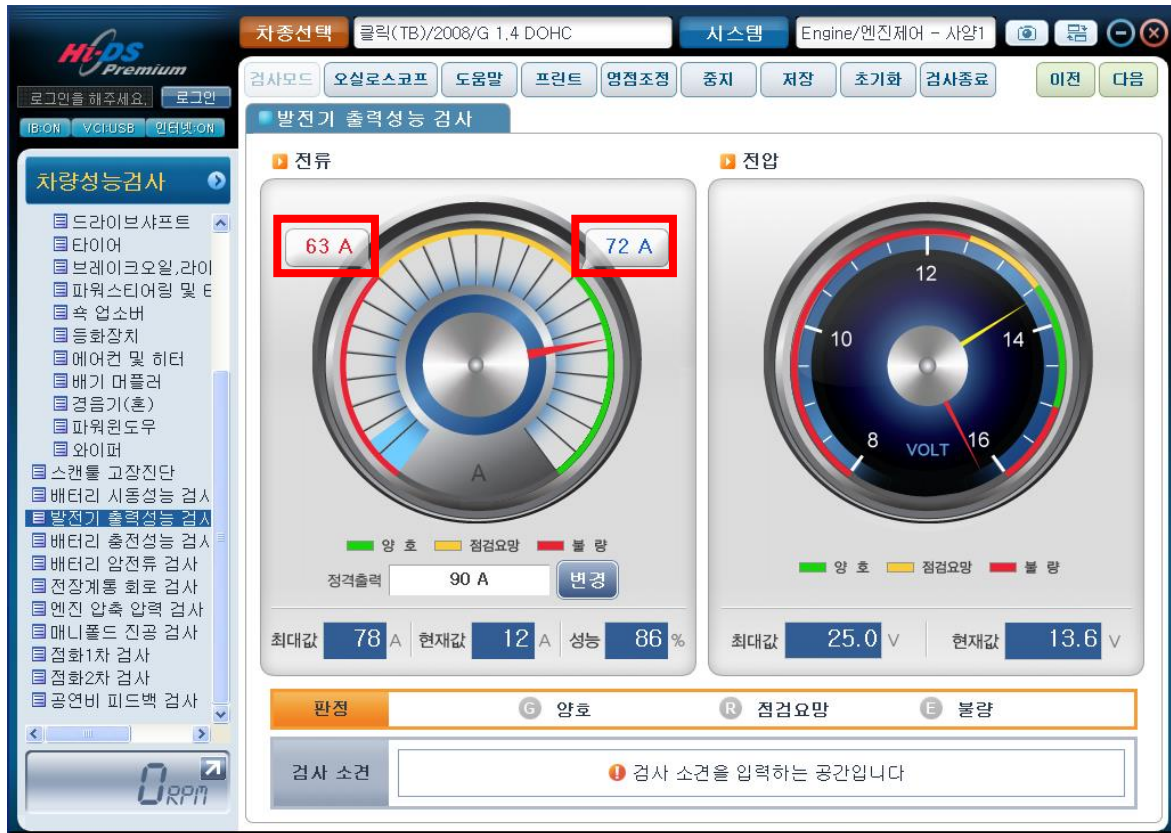 Hi-DS
Premium
로그인을 해주세요. 로그인
IB:ON VCI:USB 인터넷:ON
차종선택 클릭(TB)/2008/G 1.4 DOHC 시스템 Engine/엔진제어 - 사양1
검사모드 오실로스코프 도움말 프린트 영점조정 중지 저장 초기화 검사종료 이전 다음
차량성능검사
드라이브샤프트
타이어
브레이크오일,라이
파워스티어링 및 E
쇽 업소버
등화장치
에어컨 및 히터
배기 머플러
경음기(혼)
파워윈도우
와이퍼
스캔툴 고장진단
배터리 시동성능 검사
발전기 출력성능 검사
배터리 충전성능 검사
배터리 암전류 검사
전장계통 회로 검사
엔진 압축 압력 검사
매니폴드 진공 검사
점화1차 검사
점화2차 검사
공연비 피드백 검사
0 RPM
발전기 출력성능 검사
전류
63 A
72 A
A
양 호 점검요망 불 량
정격출력 90 A 변경
최대값 78 A 현재값 12 A 성능 86 %
전압
8
10
12
14
16
VOLT
양 호 점검요망 불 량
최대값 25.0 V 현재값 13.6 V
판정 G 양호 R 점검요망 E 불량
검사 소견 검사 소견을 입력하는 공간입니다